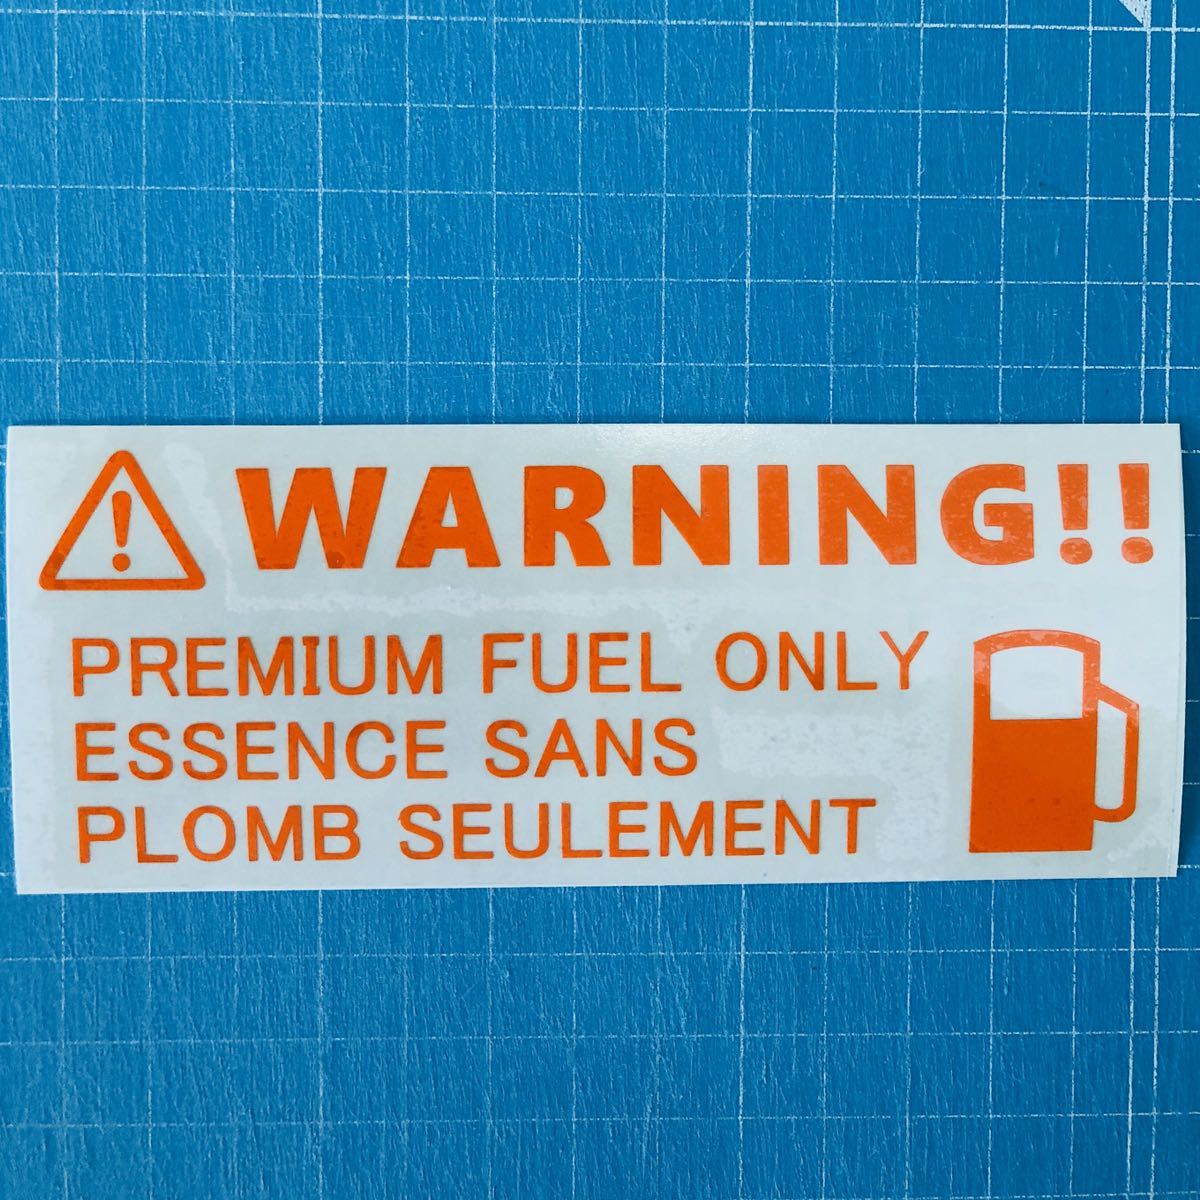 WARNING!!
PREMIUM FUEL ONLY
ESSENCE SANS
PLOMB SEULEMENT